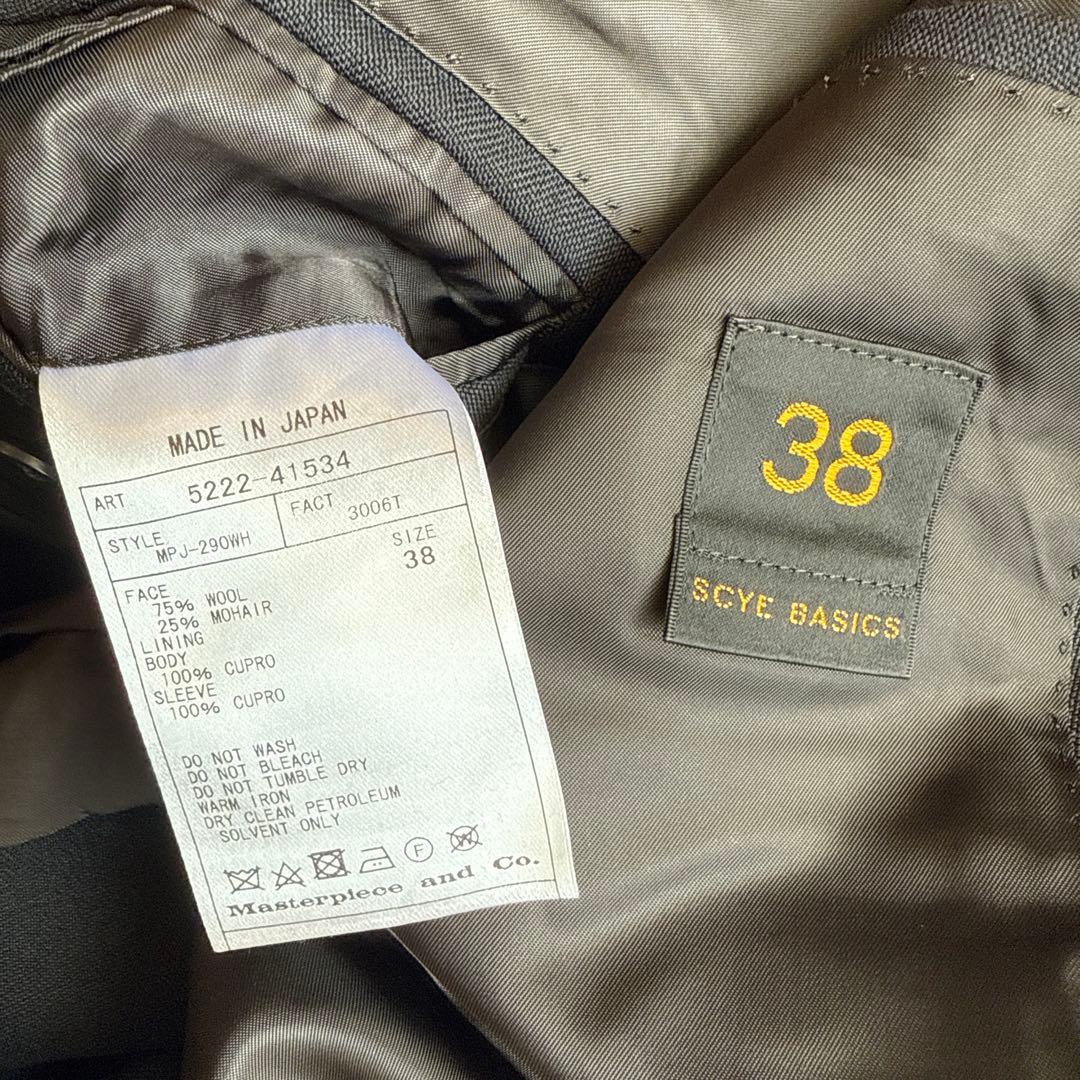 MADE IN JAPAN
ART. 5222-41534
STYLE MPJ-290WH FACT 3006T
SIZE
38
FACE
75% WOOL
25% MOHAIR
LINING
BODY
100% CUPRO
SLEEVE
100% CUPRO
DO NOT WASH
DO NOT BLEACH
DO NOT TUMBLE DRY
WARM IRON
DRY CLEAN PETROLEUM
SOLVENT ONLY
F W
Masterpiece and Co.
38
SCYE BASICS